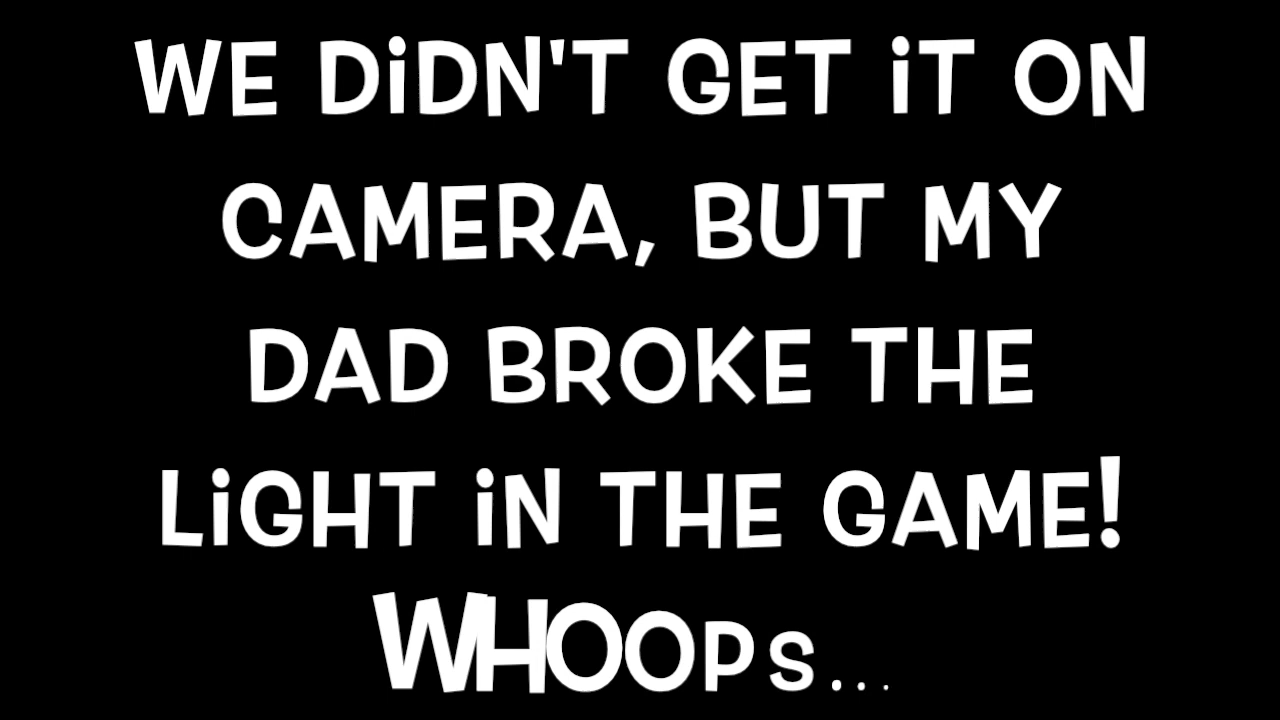 WE DiDN'T GET iT ON
CAMERA, BUT MY
DAD BROKE THE
LiGHT iN THE GAME!
WHOOPS...